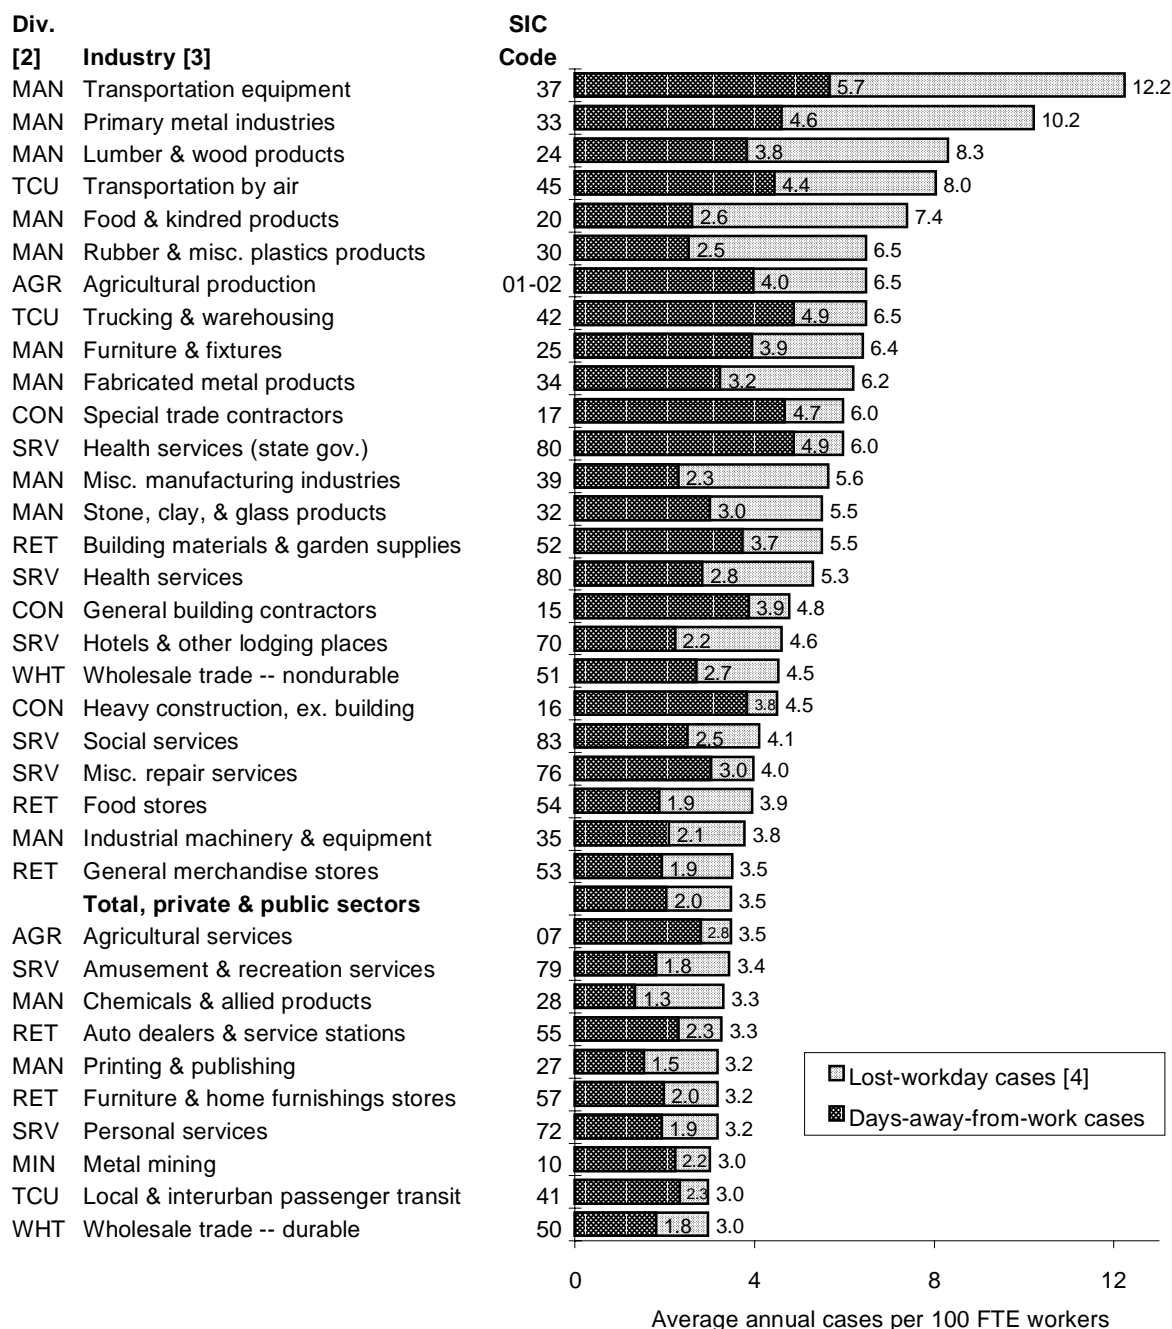 Div. SIC
[2] Industry [3] Code
MAN Transportation equipment 37 5.7 12.2
MAN Primary metal industries 33 4.6 10.2
MAN Lumber & wood products 24 3.8 8.3
TCU Transportation by air 45 4.4 8.0
MAN Food & kindred products 20 2.6 7.4
MAN Rubber & misc. plastics products 30 2.5 6.5
AGR Agricultural production 01-02 4.0 6.5
TCU Trucking & warehousing 42 4.9 6.5
MAN Furniture & fixtures 25 3.9 6.4
MAN Fabricated metal products 34 3.2 6.2
CON Special trade contractors 17 4.7 6.0
SRV Health services (state gov.) 80 4.9 6.0
MAN Misc. manufacturing industries 39 2.3 5.6
MAN Stone, clay, & glass products 32 3.0 5.5
RET Building materials & garden supplies 52 3.7 5.5
SRV Health services 80 2.8 5.3
CON General building contractors 15 3.9 4.8
SRV Hotels & other lodging places 70 2.2 4.6
WHT Wholesale trade -- nondurable 51 2.7 4.5
CON Heavy construction, ex. building 16 3.8 4.5
SRV Social services 83 2.5 4.1
SRV Misc. repair services 76 3.0 4.0
RET Food stores 54 1.9 3.9
MAN Industrial machinery & equipment 35 2.1 3.8
RET General merchandise stores 53 1.9 3.5
Total, private & public sectors 2.0 3.5
AGR Agricultural services 07 2.8 3.5
SRV Amusement & recreation services 79 1.8 3.4
MAN Chemicals & allied products 28 1.3 3.3
RET Auto dealers & service stations 55 2.3 3.3
MAN Printing & publishing 27 1.5 3.2
RET Furniture & home furnishings stores 57 2.0 3.2
SRV Personal services 72 1.9 3.2
MIN Metal mining 10 2.2 3.0
TCU Local & interurban passenger transit 41 2.3 3.0
WHT Wholesale trade -- durable 50 1.8 3.0
Lost-workday cases [4]
Days-away-from-work cases
0 4 8 12
Average annual cases per 100 FTE workers